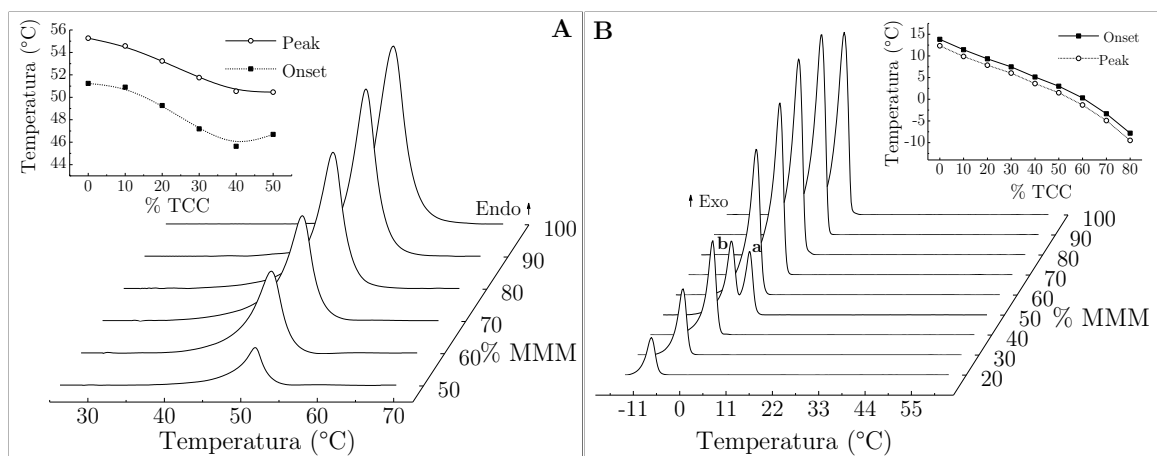 A
Temperatura (°C)
56
54
52
50
48
46
44
Peak
Onset
0 10 20 30 40 50
% TCC
Endo
100
90
80
70
60
50
% MMM
30 40 50 60 70
Temperatura (°C)
B
Temperatura (°C)
15
10
5
0
-5
-10
Onset
Peak
0 10 20 30 40 50 60 70 80
% TCC
Exo
b a
100
90
80
70
60
50
40
30
20
% MMM
-11 0 11 22 33 44 55
Temperatura (°C)